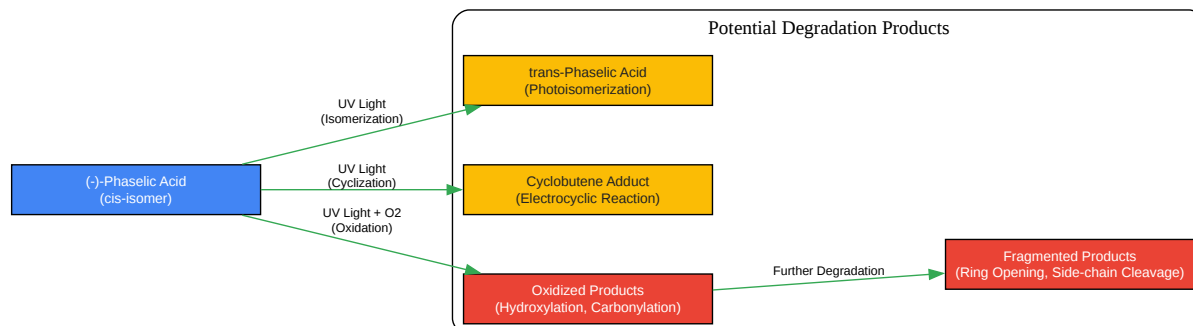 Potential Degradation Products
trans-Phaselic Acid
(Photoisomerization)
UV Light
(Isomerization)
(-)-Phaselic Acid
(cis-isomer)
UV Light
(Cyclization)
Cyclobutene Adduct
(Electrocyclic Reaction)
UV Light + O2
(Oxidation)
Oxidized Products
(Hydroxylation, Carbonylation)
Further Degradation
Fragmented Products
(Ring Opening, Side-chain Cleavage)